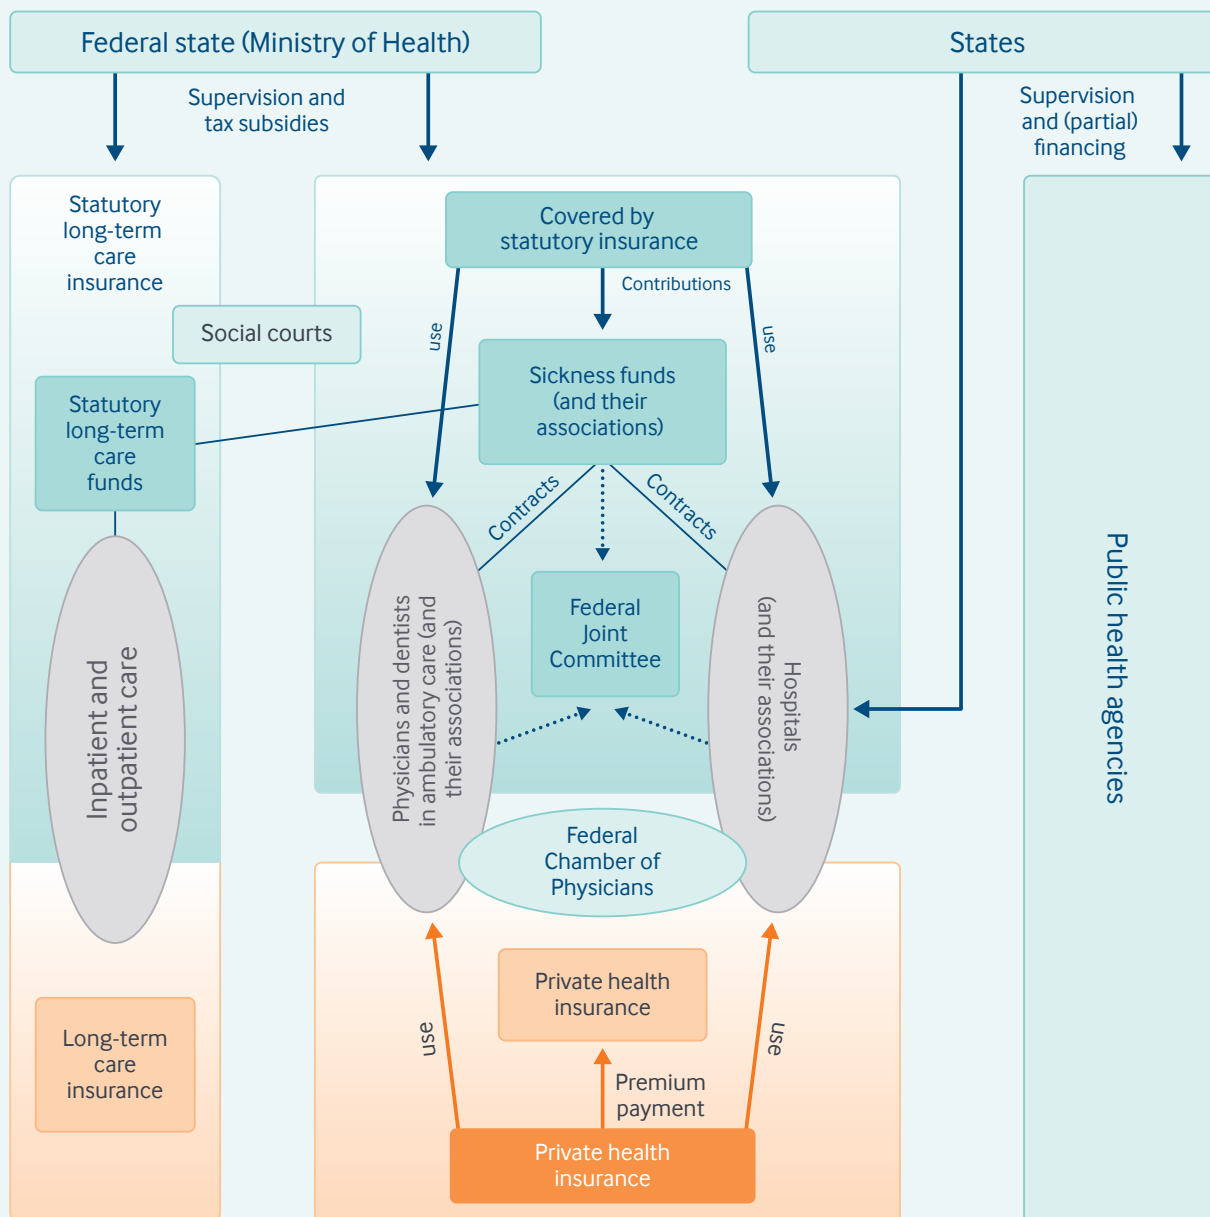 Federal state (Ministry of Health)
States
Supervision and
tax subsidies
Supervision
and (partial)
financing
Statutory
long-term
care
insurance
Covered by
statutory insurance
Contributions
use
use
Social courts
Sickness funds
(and their
associations)
Statutory
long-term
care
funds
Contracts
Contracts
Federal
Joint
Committee
Inpatient and
outpatient care
Physicians and dentists
in ambulatory care (and
their associations)
Hospitals
(and their associations)
Public health agencies
Federal
Chamber of
Physicians
Private health
insurance
Long-term
care
insurance
use
use
Premium
payment
Private health
insurance